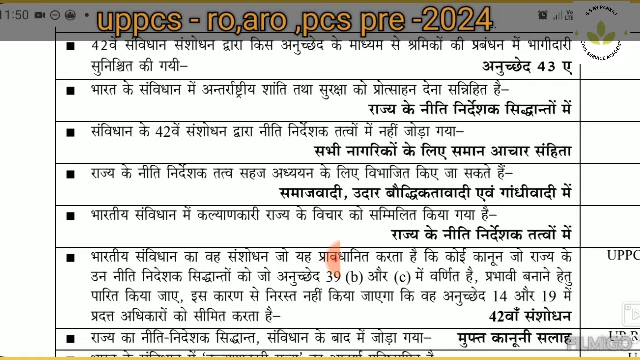 11:50
uppcs - ro,aro ,pcs pre -2024
42वें संविधान संशोधन द्वारा किस अनुच्छेद के माध्यम से श्रमिकों की प्रबंधन में भागीदारी
सुनिश्चित की गयी- अनुच्छेद 43 ए
भारत के संविधान में अन्तर्राष्ट्रीय शांति तथा सुरक्षा को प्रोत्साहन देना सन्निहित है–
राज्य के नीति निर्देशक सिद्धान्तों में
संविधान के 42वें संशोधन द्वारा नीति निर्देशक तत्वों में नहीं जोड़ा गया–
सभी नागरिकों के लिए समान आचार संहिता
राज्य के नीति निर्देशक तत्व सहज अध्ययन के लिए विभाजित किए जा सकते हैं–
समाजवादी, उदार बौद्धिकतावादी एवं गांधीवादी में
भारतीय संविधान में कल्याणकारी राज्य के विचार को सम्मिलित किया गया है–
राज्य के नीति निर्देशक तत्वों में
भारतीय संविधान का वह संशोधन जो यह प्रावधानित करता है कि कोई कानून जो राज्य के UPPC
उन नीति निदेशक सिद्धान्तों को जो अनुच्छेद 39 (b) और (c) में वर्णित है, प्रभावी बनाने हेतु
पारित किया जाए, इस कारण से निरस्त नहीं किया जाएगा कि वह अनुच्छेद 14 और 19 में
प्रदत्त अधिकारों को सीमित करता है– 42वाँ संशोधन
राज्य का नीति-निदेशक सिद्धान्त, संविधान के बाद में जोड़ा गया– मुफ्त कानूनी सलाह